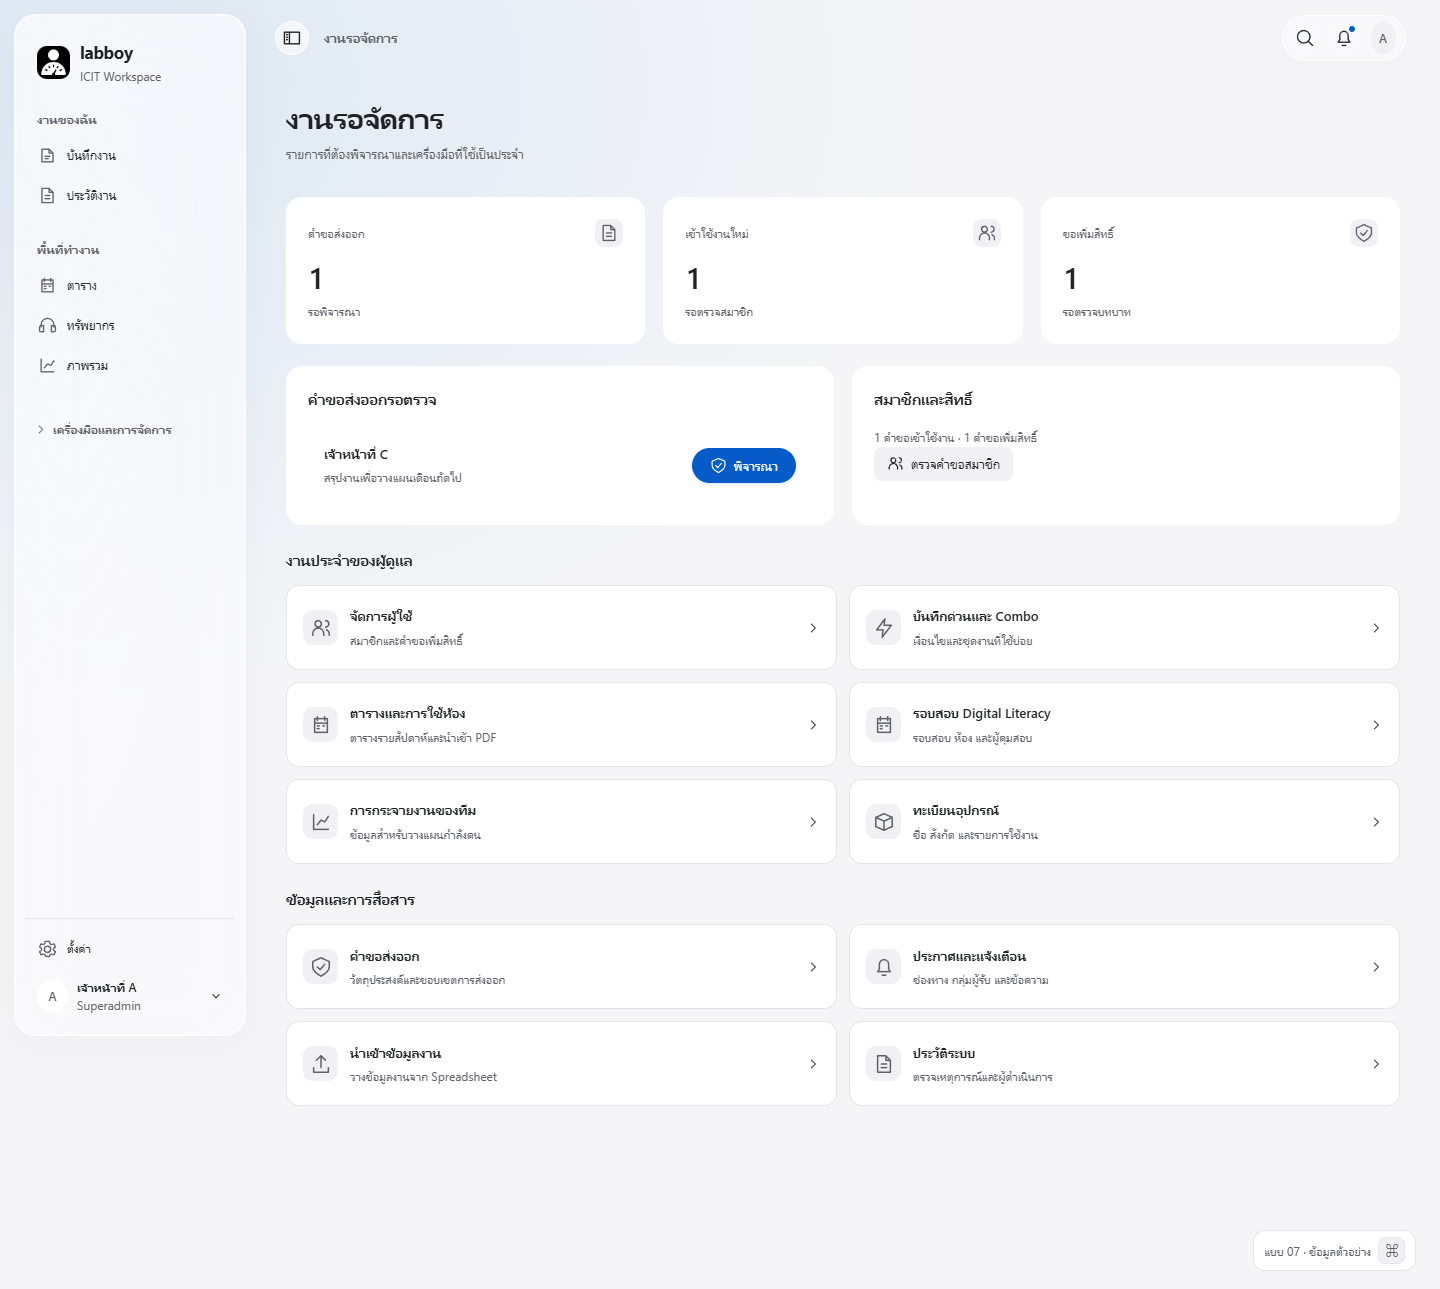 labboy
ICIT Workspace
งานของฉัน
บันทึกงาน
ประวัติงาน
พื้นที่ทำงาน
ตาราง
ทรัพยากร
ภาพรวม
เครื่องมือและการจัดการ
ตั้งค่า
A
เจ้าหน้าที่ A
Superadmin
งานรอจัดการ
A
งานรอจัดการ
รายการที่ต้องพิจารณาและเครื่องมือที่ใช้เป็นประจำ
คำขอส่งออก
1
รอพิจารณา
เข้าใช้งานใหม่
1
รอตรวจสมาชิก
ขอเพิ่มสิทธิ์
1
รอตรวจบทบาท
คำขอส่งออกรอตรวจ
เจ้าหน้าที่ C
สรุปงานเพื่อวางแผนเดือนถัดไป
พิจารณา
สมาชิกและสิทธิ์
1 คำขอเข้าใช้งาน · 1 คำขอเพิ่มสิทธิ์
ตรวจคำขอสมาชิก
งานประจำของผู้ดูแล
จัดการผู้ใช้
สมาชิกและคำขอเพิ่มสิทธิ์
บันทึกด่วนและ Combo
เงื่อนไขและชุดงานที่ใช้บ่อย
ตารางและการใช้ห้อง
ตารางรายสัปดาห์และนำเข้า PDF
รอบสอบ Digital Literacy
รอบสอบ ห้อง และผู้คุมสอบ
การกระจายงานของทีม
ข้อมูลสำหรับวางแผนกำลังคน
ทะเบียนอุปกรณ์
ชื่อ สังกัด และรายการใช้งาน
ข้อมูลและการสื่อสาร
คำขอส่งออก
วัตถุประสงค์และขอบเขตการส่งออก
ประกาศและแจ้งเตือน
ช่องทาง กลุ่มผู้รับ และข้อความ
นำเข้าข้อมูลงาน
วางข้อมูลงานจาก Spreadsheet
ประวัติระบบ
ตรวจเหตุการณ์และผู้ดำเนินการ
แบบ 07 · ข้อมูลตัวอย่าง ⌘